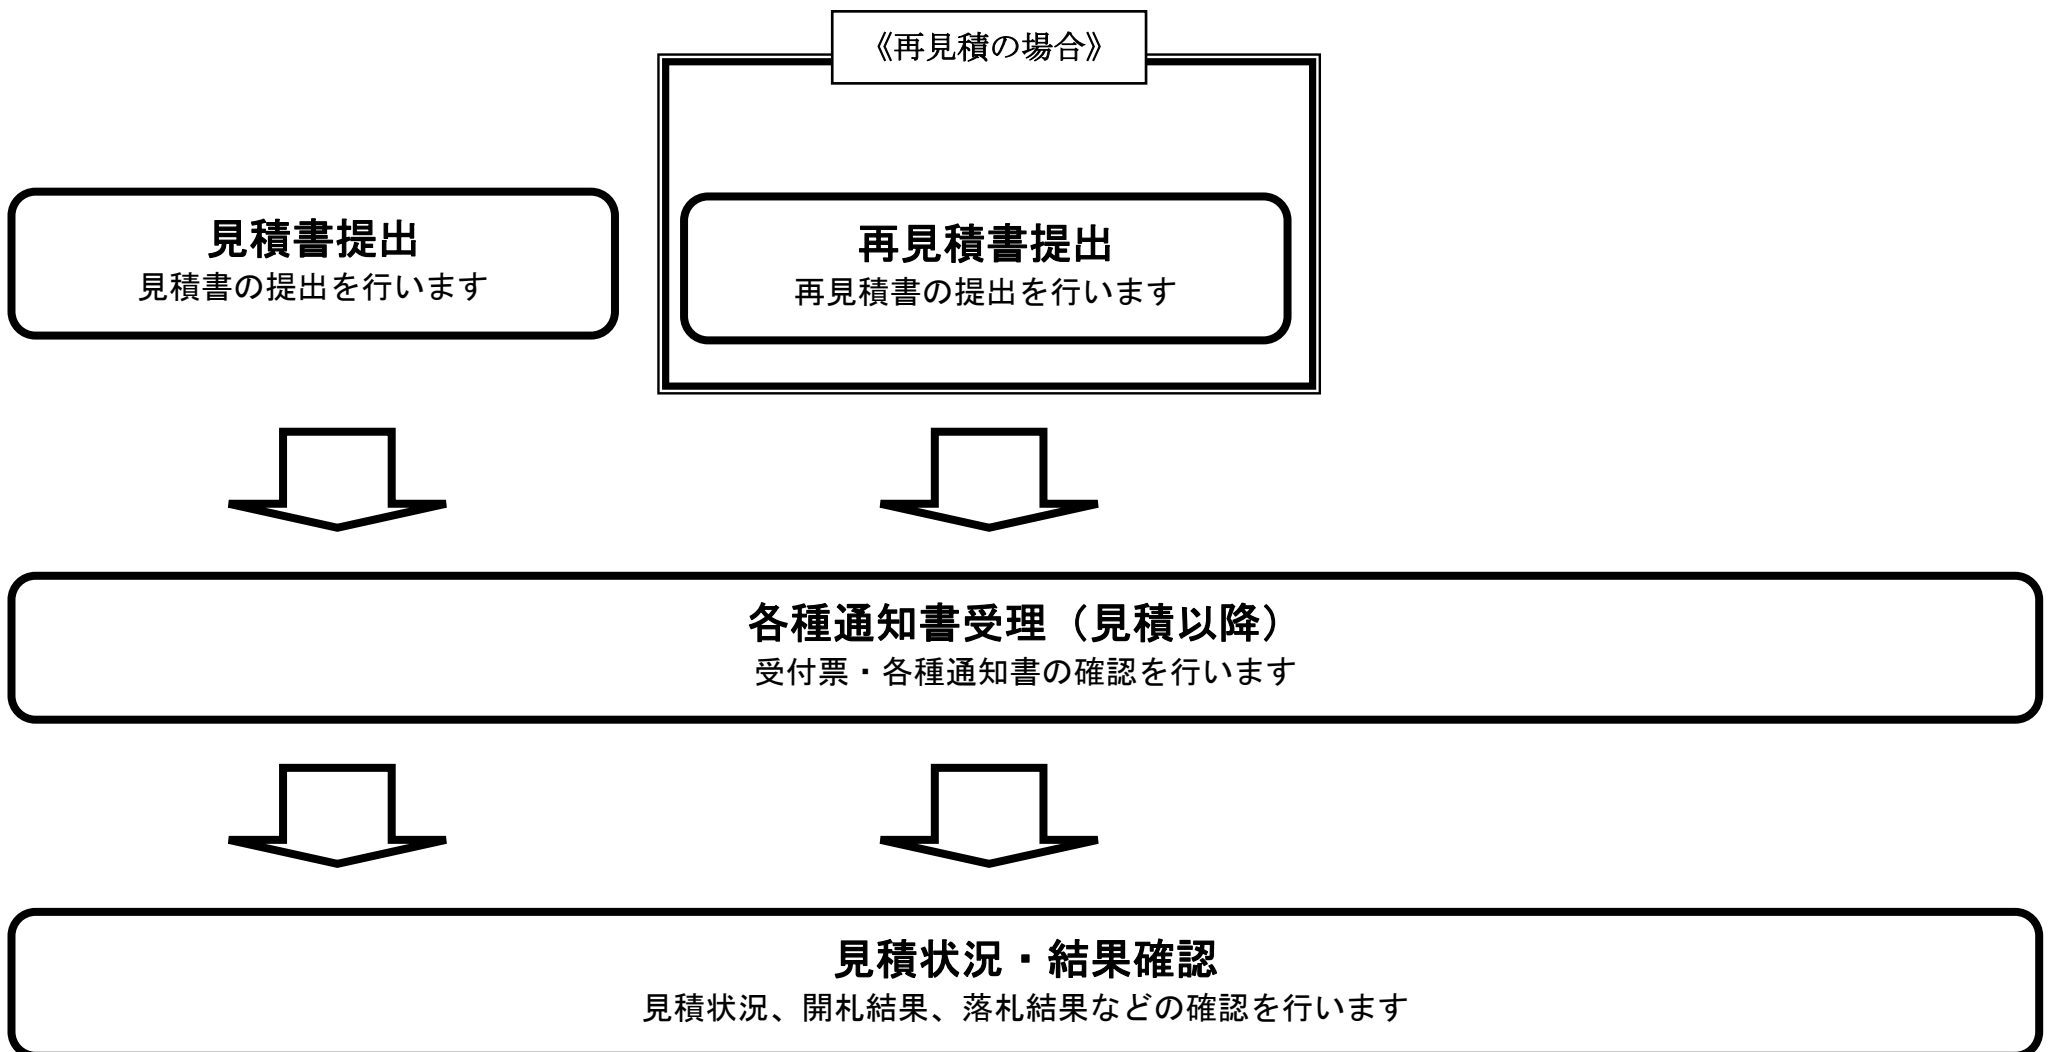 《再見積の場合》
見積書提出
見積書の提出を行います
再見積書提出
再見積書の提出を行います
各種通知書受理（見積以降）
受付票・各種通知書の確認を行います
見積状況・結果確認
見積状況、開札結果、落札結果などの確認を行います